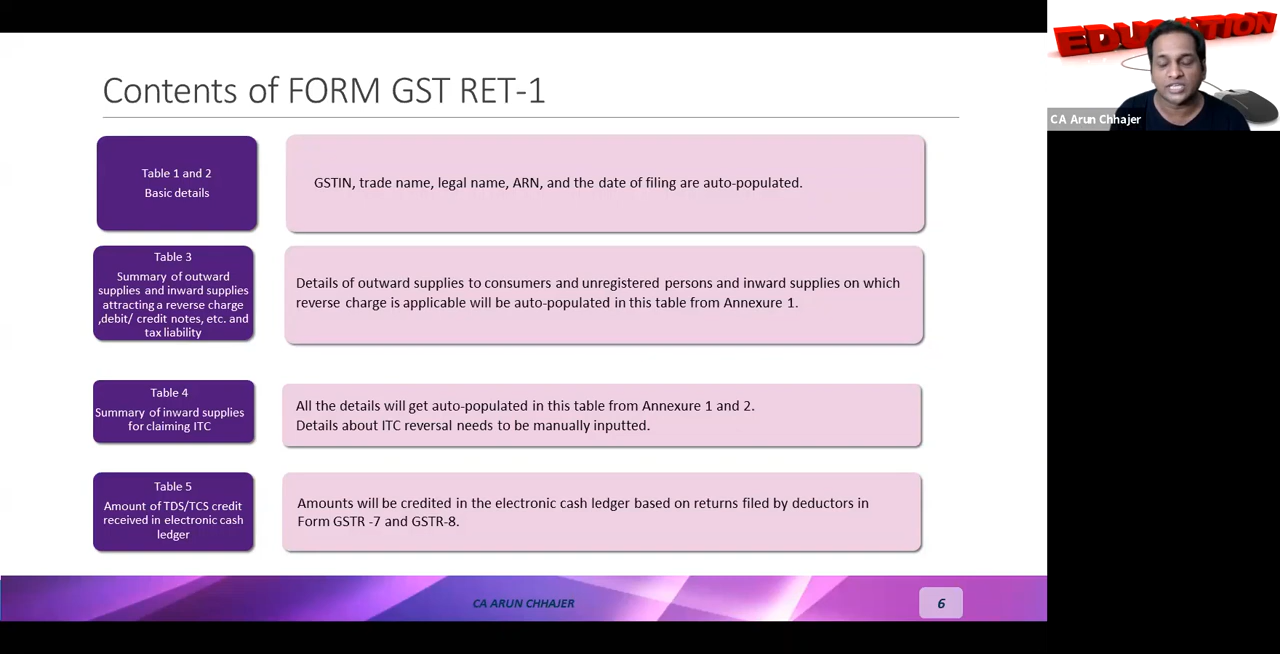 EDUCATION
CA Arun Chhajer
Contents of FORM GST RET-1
Table 1 and 2
Basic details
GSTIN, trade name, legal name, ARN, and the date of filing are auto-populated.
Table 3
Summary of outward
supplies and inward supplies
attracting a reverse charge
,debit/ credit notes, etc. and
tax liability
Details of outward supplies to consumers and unregistered persons and inward supplies on which
reverse charge is applicable will be auto-populated in this table from Annexure 1.
Table 4
Summary of inward supplies
for claiming ITC
All the details will get auto-populated in this table from Annexure 1 and 2.
Details about ITC reversal needs to be manually inputted.
Table 5
Amount of TDS/TCS credit
received in electronic cash
ledger
Amounts will be credited in the electronic cash ledger based on returns filed by deductors in
Form GSTR -7 and GSTR-8.
CA ARUN CHHAJER
6